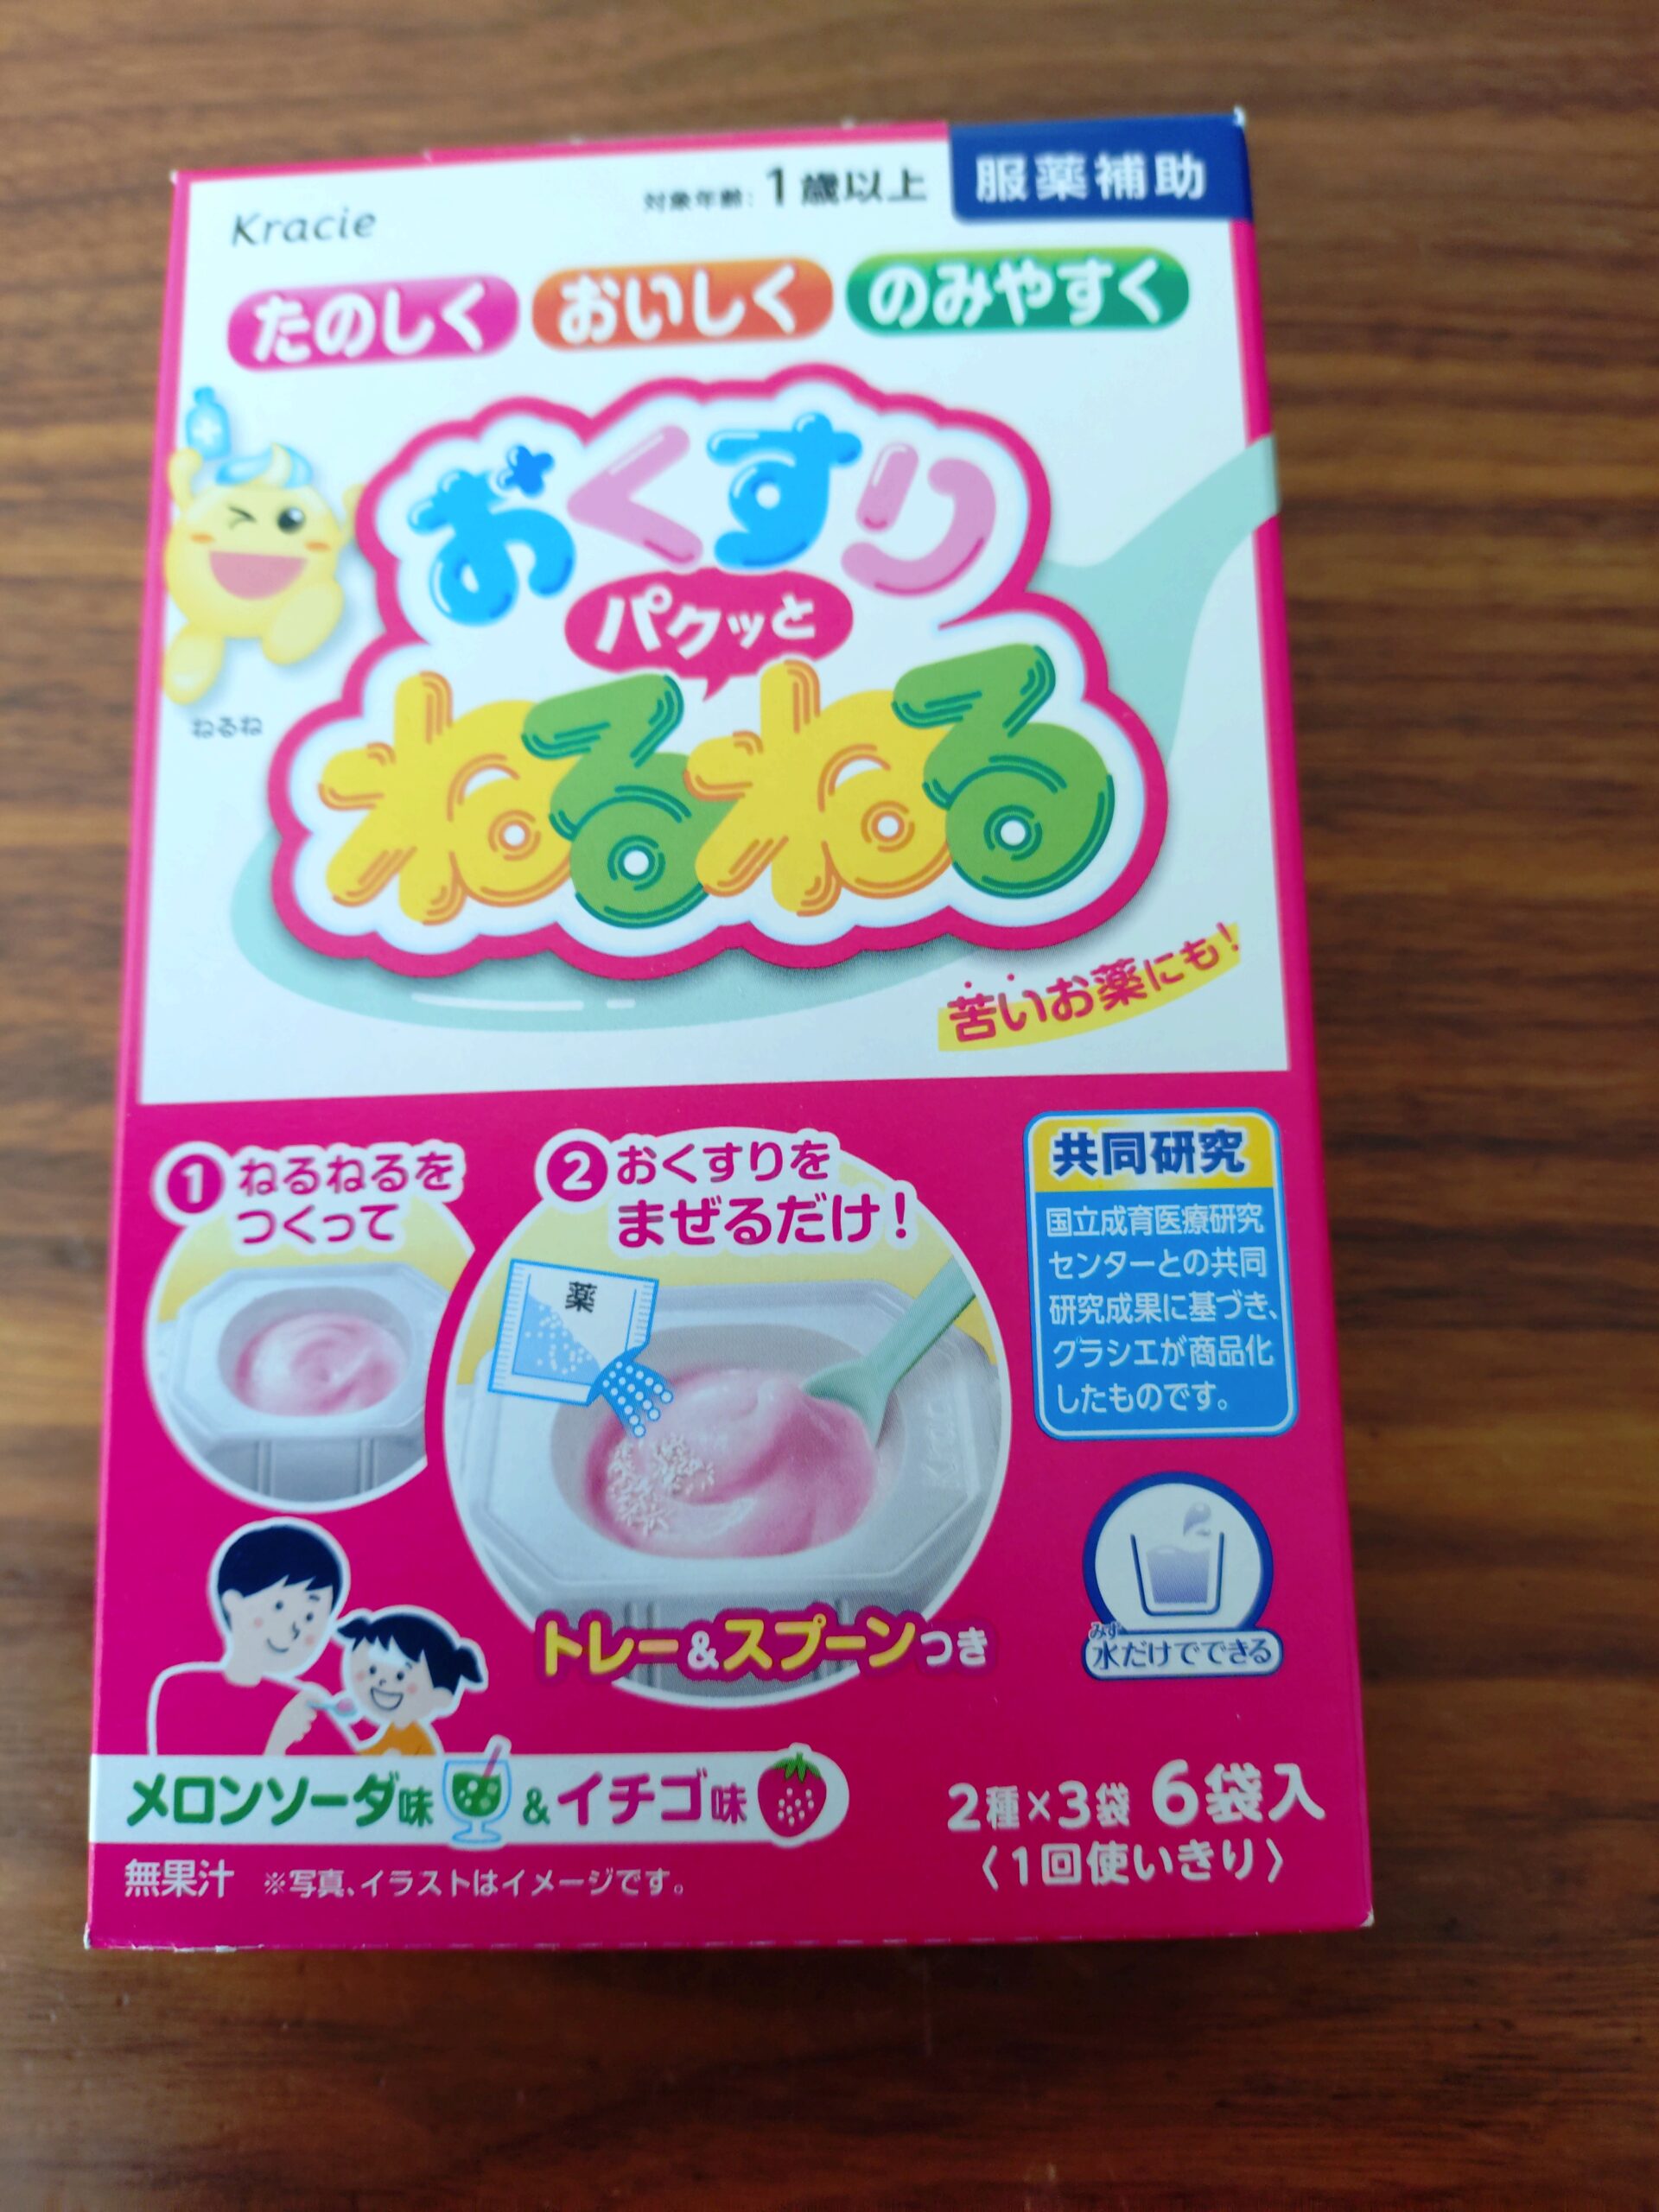 Kracie
対象年齢:1歳以上
服薬補助
たのしく おいしく のみやすく
おくすり
パクッと
ねるねる
ねるね
苦いお薬にも!
1 ねるねるを
つくって
2 おくすりを
まぜるだけ!
薬
Kracie
トレー&スプーンつき
共同研究
国立成育医療研究
センターとの共同
研究成果に基づき、
クラシエが商品化
したものです。
みず
水だけでできる
メロンソーダ味 & イチゴ味
2種×3袋 6袋入
〈1回使いきり〉
無果汁 ※写真、イラストはイメージです。